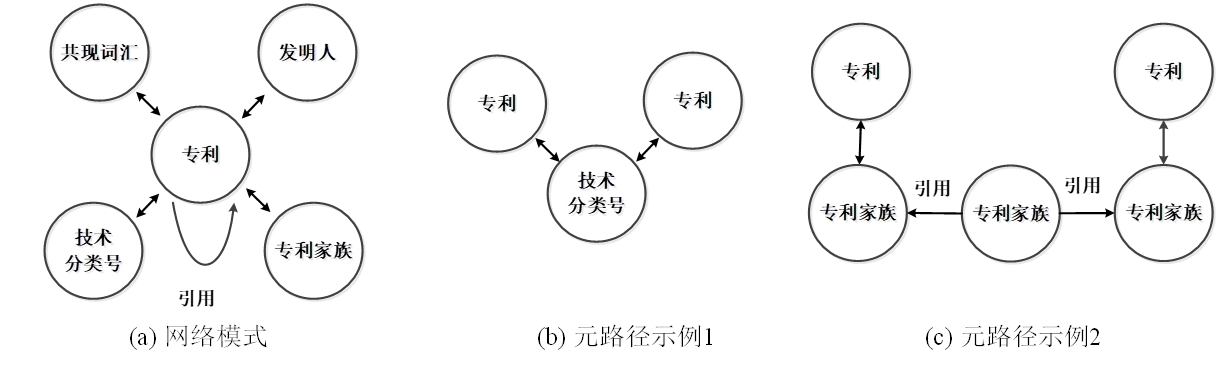 共现词汇
发明人
专利
技术
分类号
专利家族
引用
(a) 网络模式
专利
专利
技术
分类号
(b) 元路径示例1
专利
专利
引用
引用
专利家族
专利家族
专利家族
(c) 元路径示例2